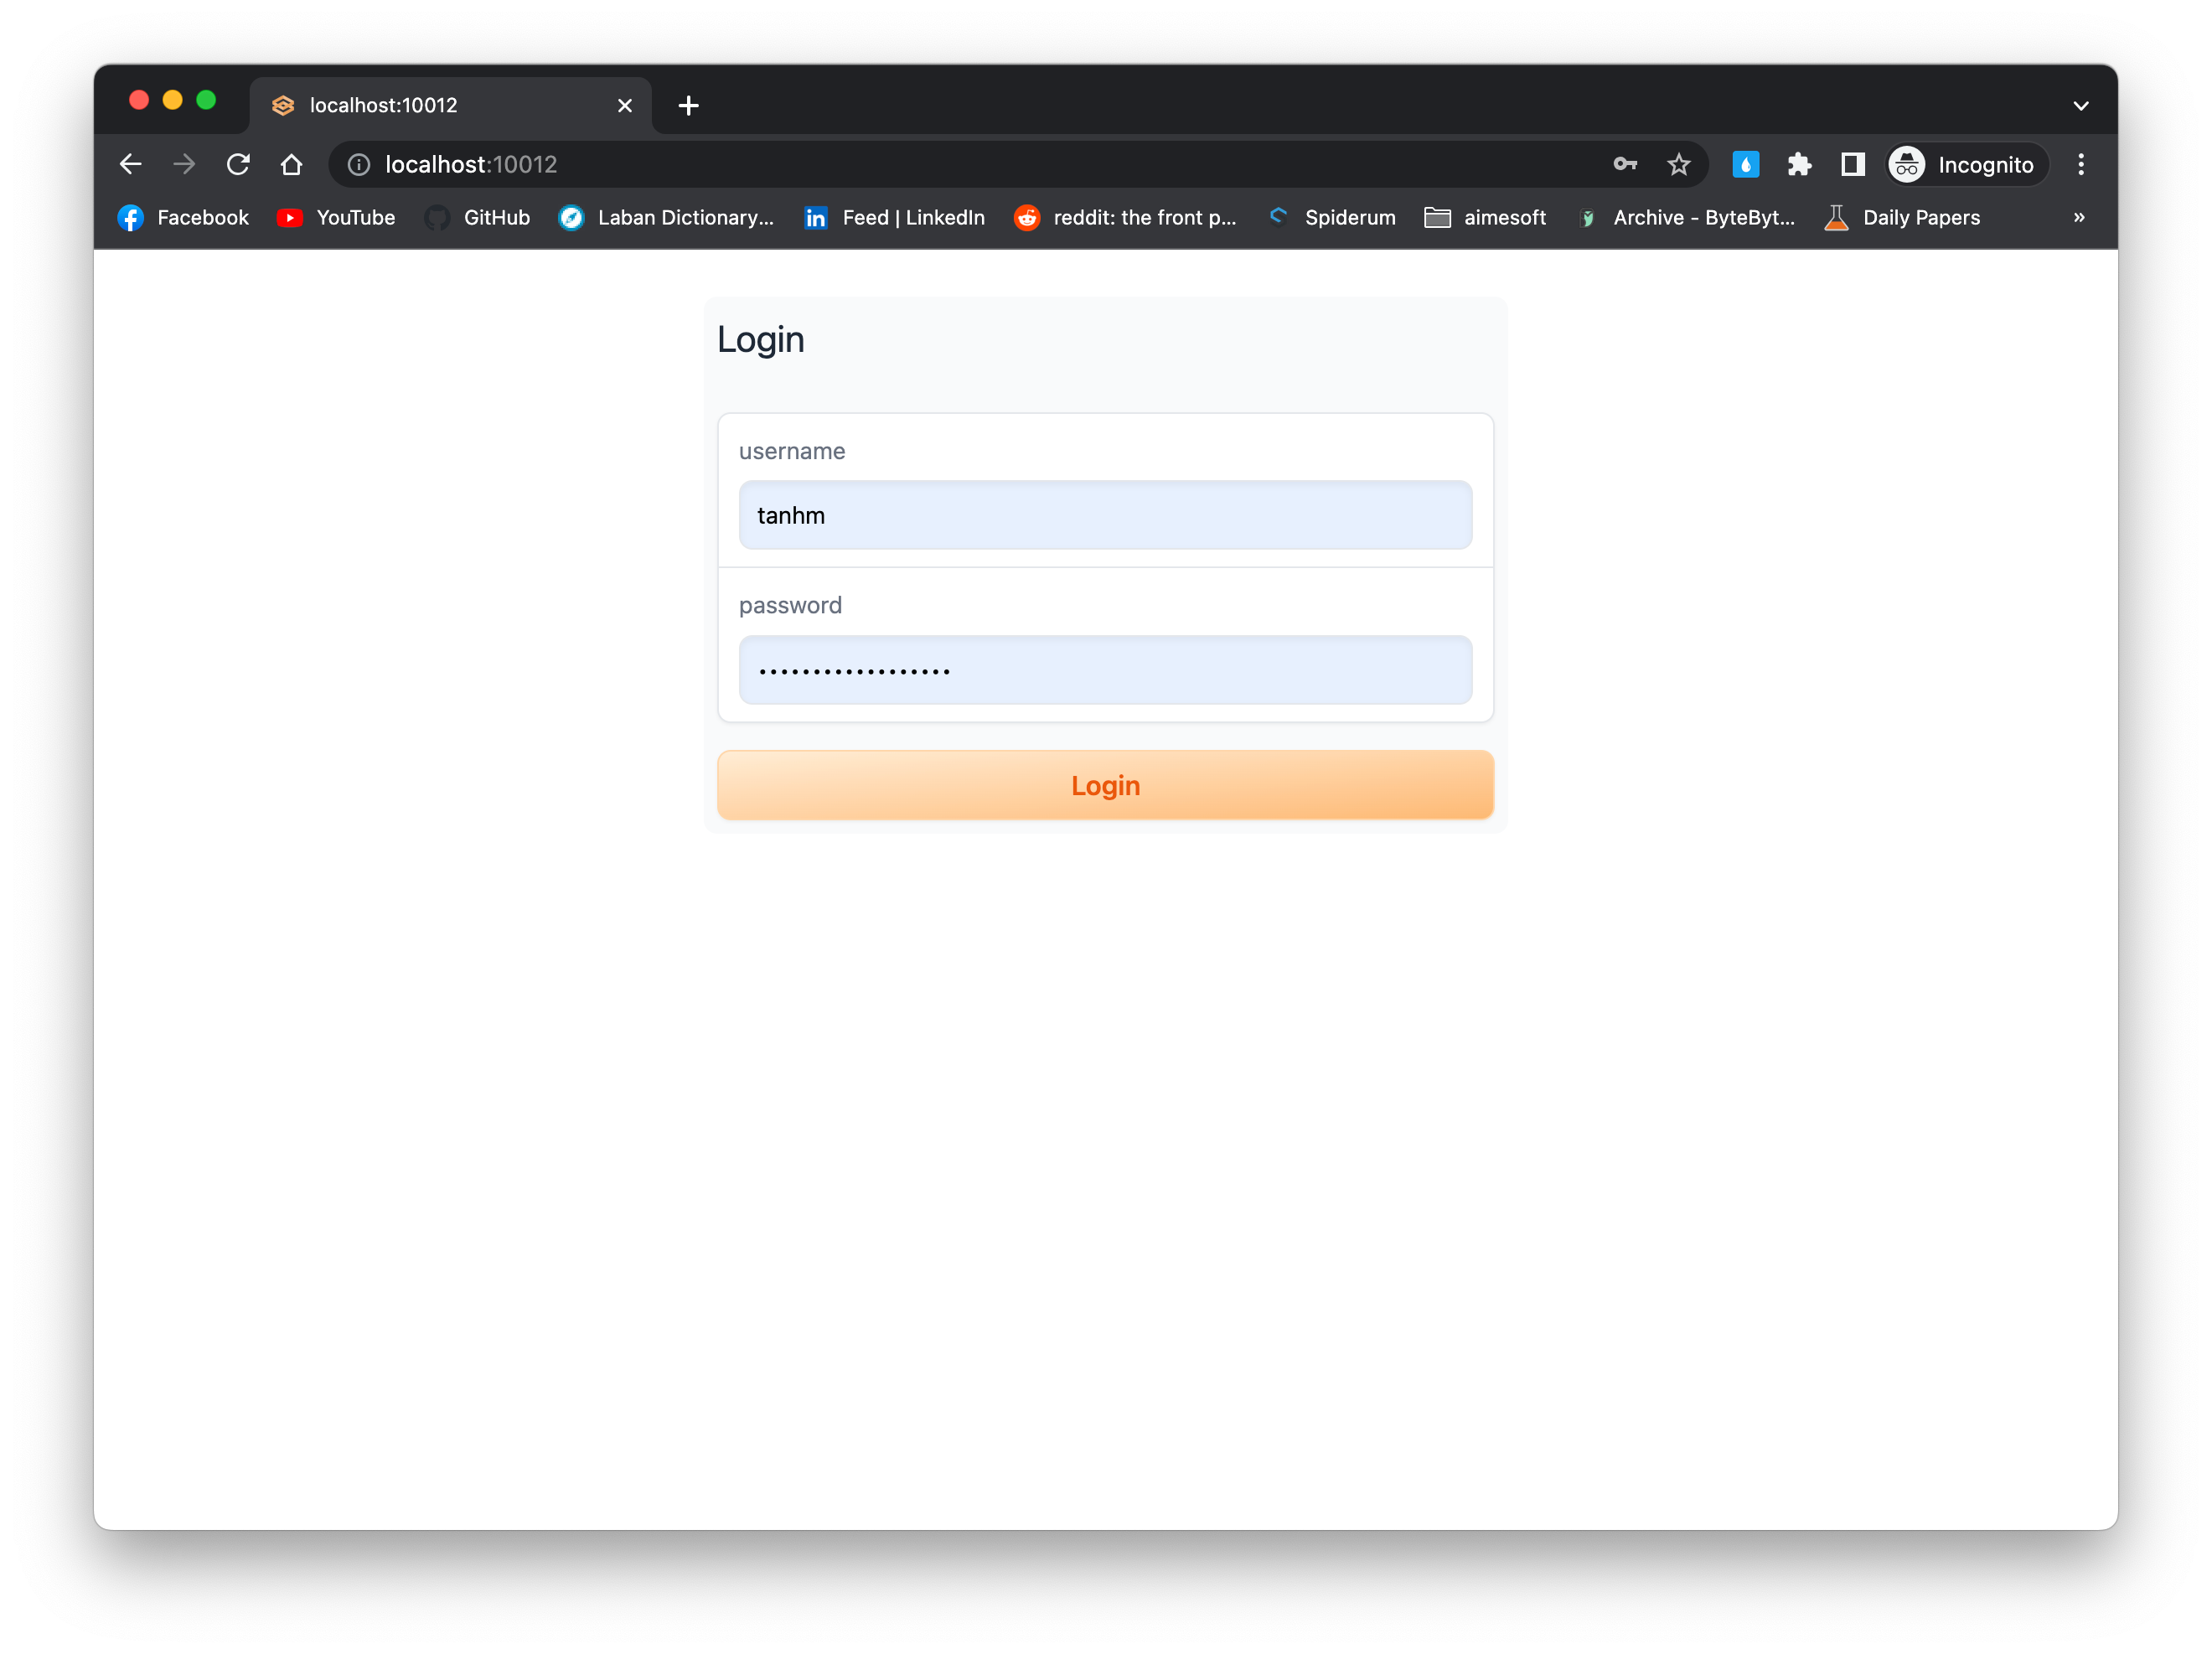 localhost:10012
localhost:10012
Incognito
Facebook YouTube GitHub Laban Dictionary... Feed | LinkedIn reddit: the front p... Spiderum aimesoft Archive - ByteByt... Daily Papers »
Login
username
tanhm
password
••••••••••••••••••
Login